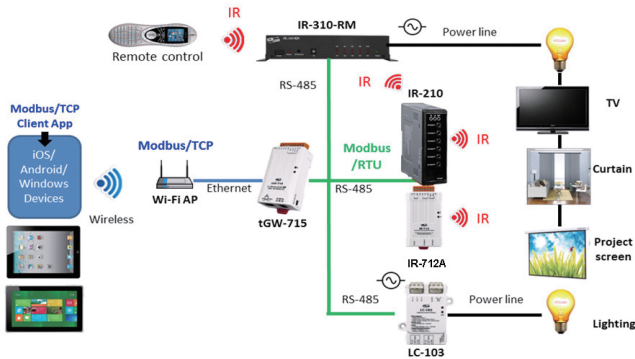 IR
IR-310-RM
Power line
Remote control
RS-485
IR
IR-210
TV
Modbus/TCP
Client App
iOS/
Android/
Windows
Devices
Modbus/TCP
Modbus
/RTU
IR
Curtain
Wi-Fi AP
Ethernet
RS-485
Wireless
tGW-715
IR
IR-712A
Project
screen
RS-485
Power line
LC-103
LC-103
Lighting